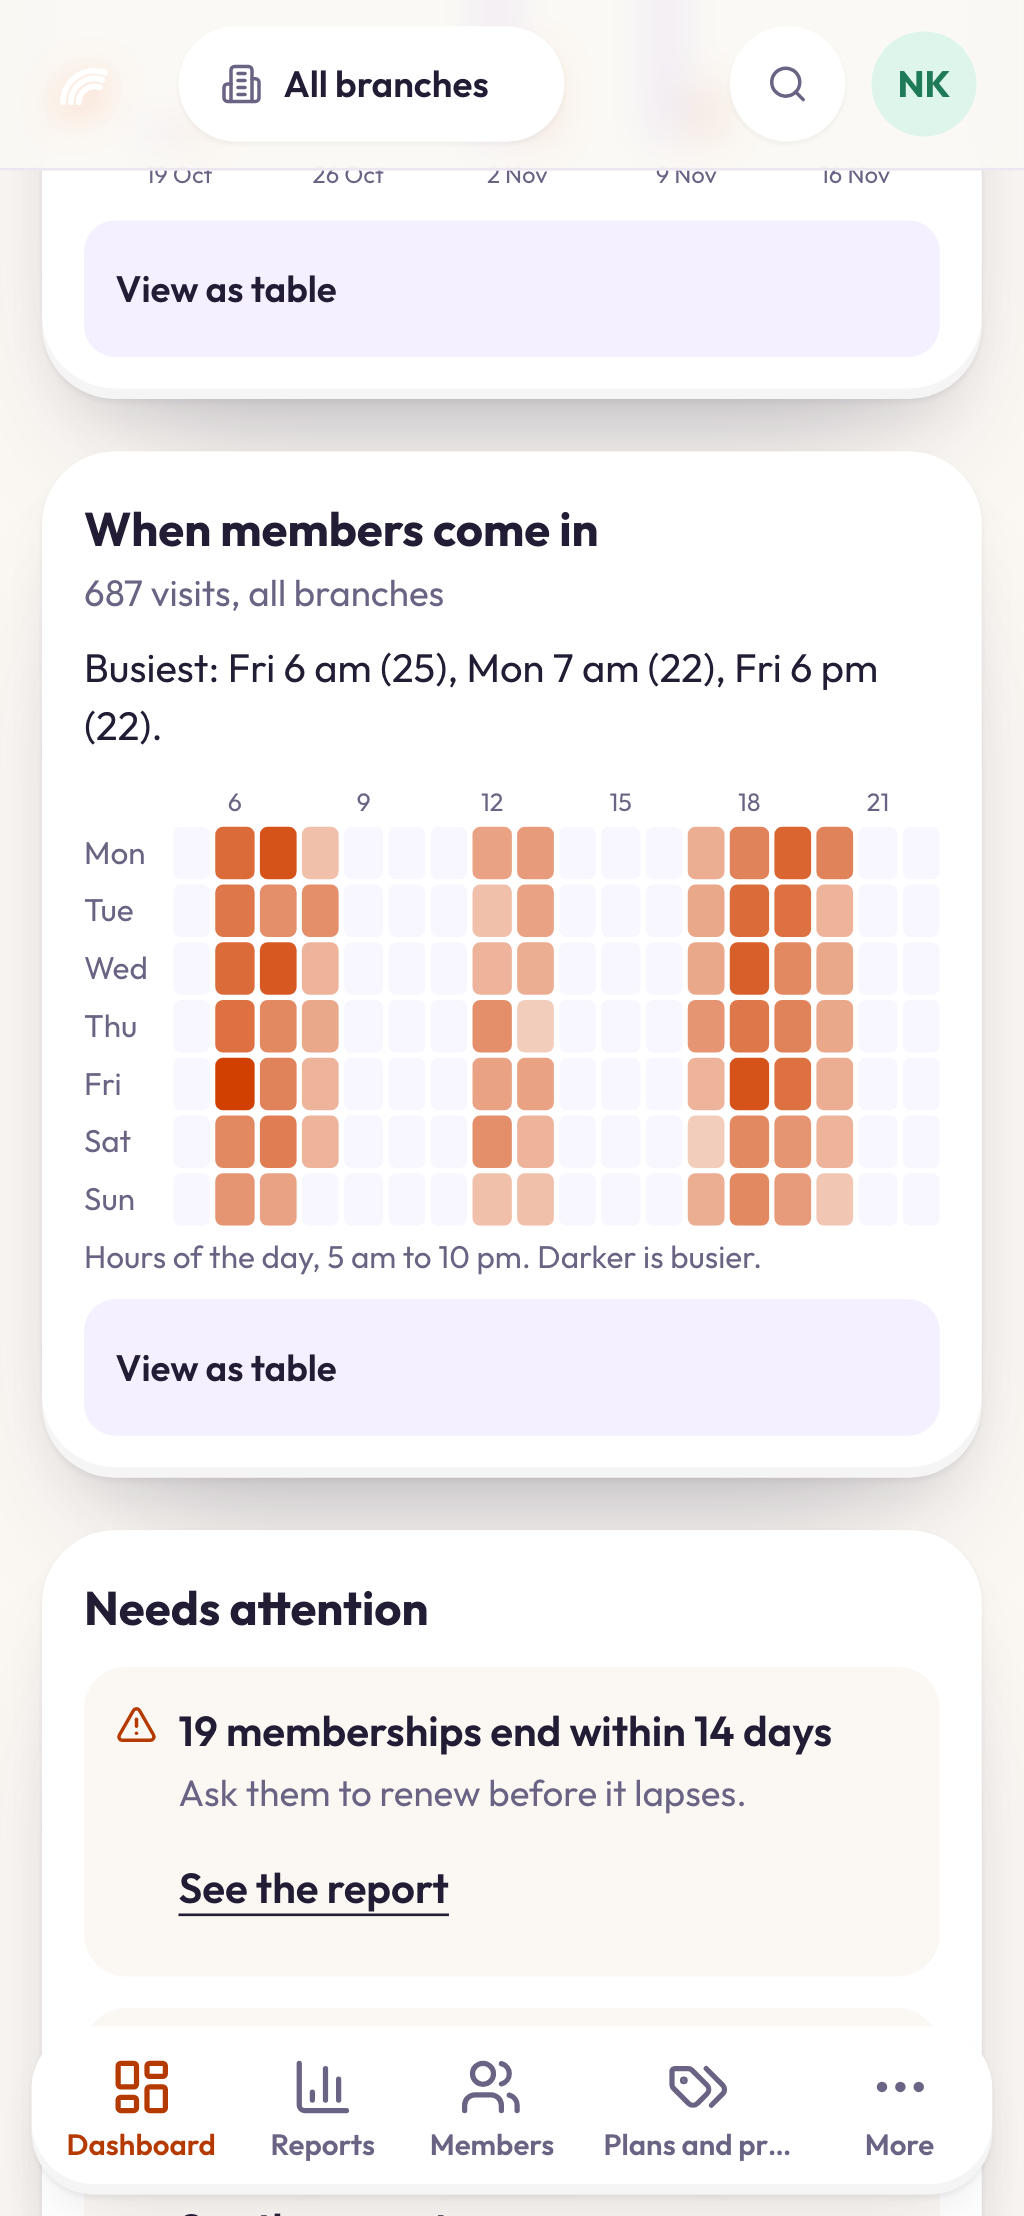 All branches
NK
19 Oct 26 Oct 2 Nov 9 Nov 16 Nov
View as table
When members come in
687 visits, all branches
Busiest: Fri 6 am (25), Mon 7 am (22), Fri 6 pm
(22).
6 9 12 15 18 21
Mon
Tue
Wed
Thu
Fri
Sat
Sun
Hours of the day, 5 am to 10 pm. Darker is busier.
View as table
Needs attention
19 memberships end within 14 days
Ask them to renew before it lapses.
See the report
Dashboard Reports Members Plans and pr... More